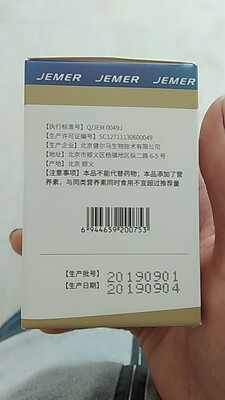 JEMER JEMER JEMER
【执行标准号】Q/JEM 0049J
【生产许可证编号】SC12711130600049
【生产企业】北京健尔马生物技术有限公司
【地址】北京市顺义区杨镇地区纵二路 6-5 号
【产地】北京 顺义
【注意事项】本品不能代替药物；本品添加了营
养素，与同类营养素同时食用不宜超过推荐量
6 944659 200753
【生产批号】20190901
【生产日期】20190904